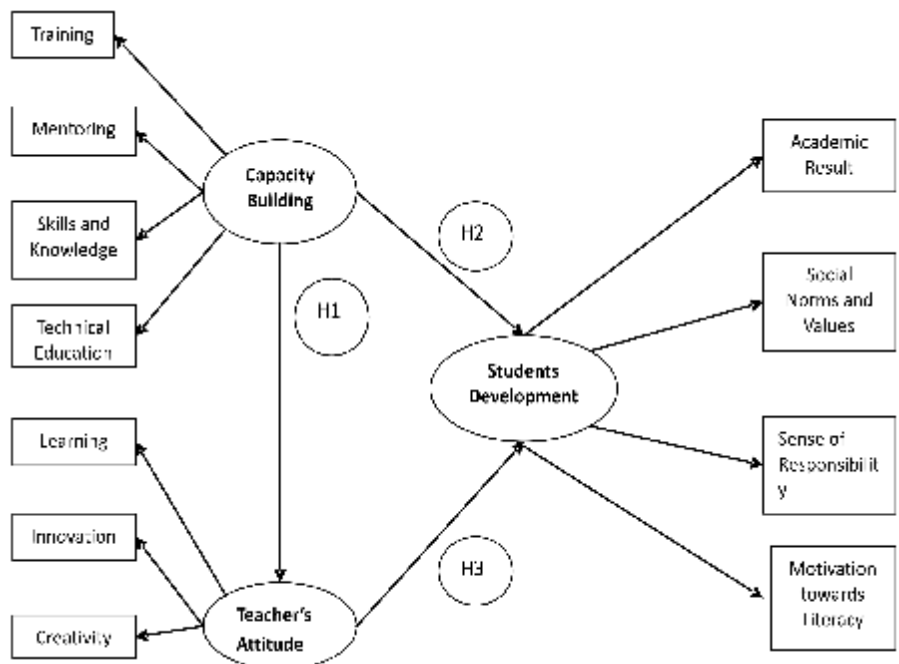 Training
Mentoring
Skills and
Knowledge
Technical
Education
Learning
Innovation
Creativity
Capacity
Building
H1
H2
H3
Teacher's
Attitude
Students
Development
Academic
Result
Social
Norms and
Values
Sense of
Responsibilit
y
Motivation
towards
Literacy